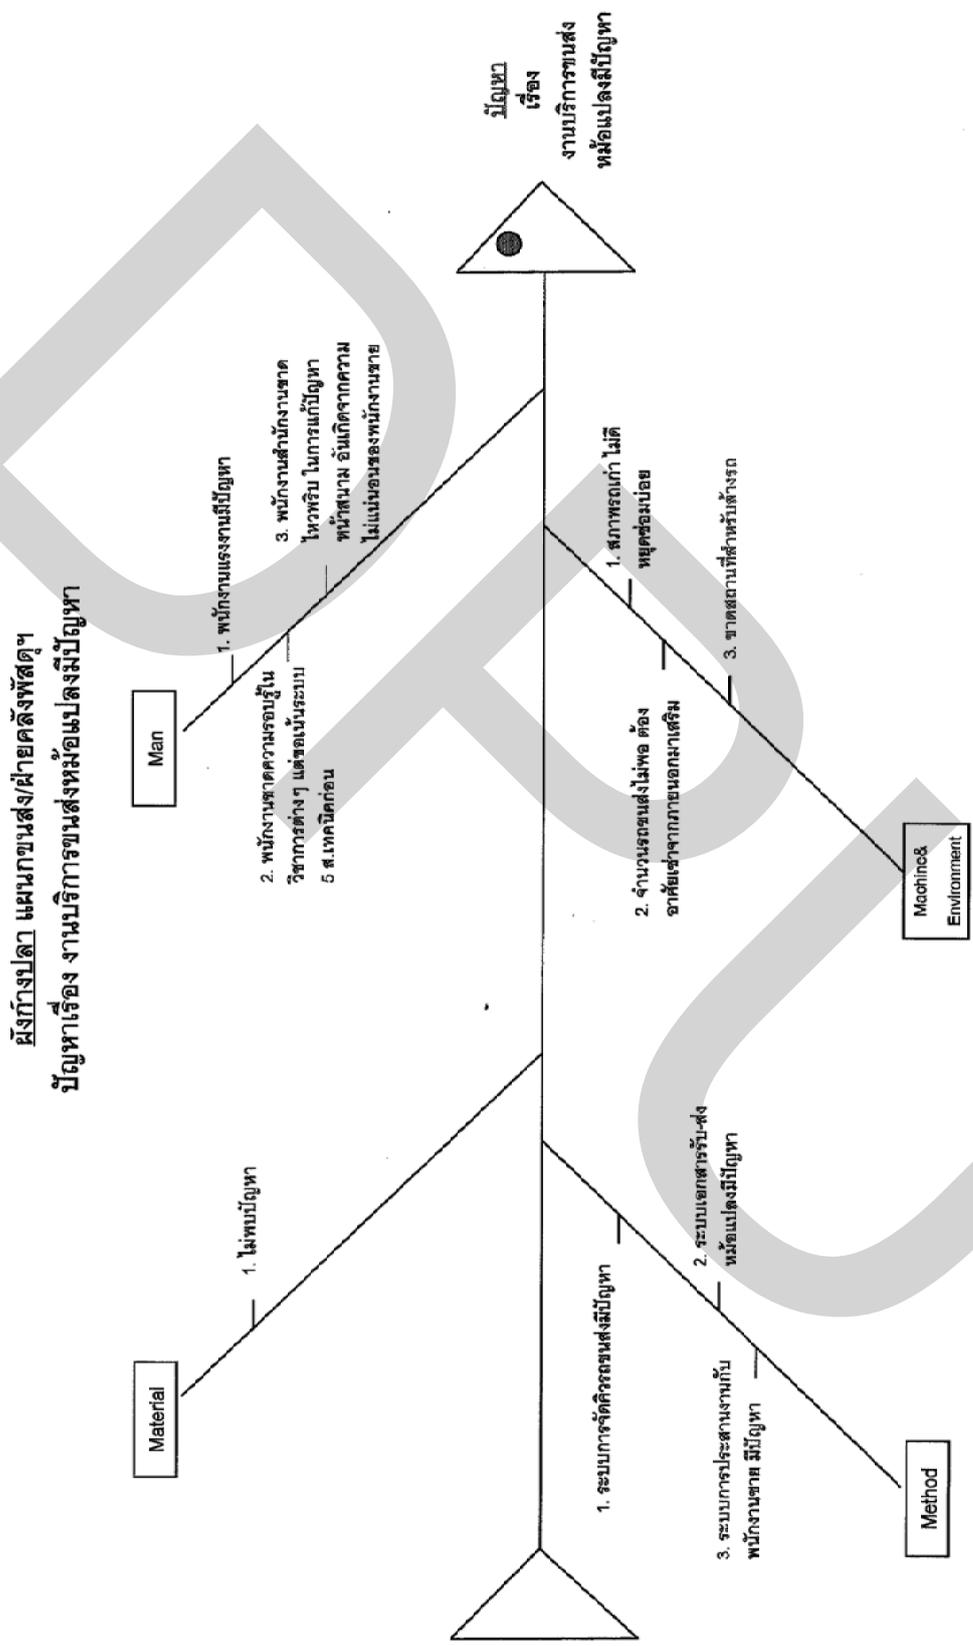 ผังก้างปลา แผนกขนส่ง/ฝ่ายคลังพัสดุฯ
ปัญหาเรื่อง งานบริการขนส่งหม้อแปลงมีปัญหา
Material
1. ไม่พบปัญหา
Man
1. พนักงานแรงงานมีปัญหา
2. พนักงานขาดความรอบรู้ใน
วิชาการต่างๆ แต่ขอเน้นระบบ
5 ส.เทคนิคก่อน
3. พนักงานสำนักงานขาด
ไหวพริบ ในการแก้ปัญหา
หน้าสนาม อันเกิดจากความ
ไม่แน่นอนของพนักงานขาย
ปัญหา
เรื่อง
งานบริการขนส่ง
หม้อแปลงมีปัญหา
1. ระบบการจัดคิวรถขนส่งมีปัญหา
2. ระบบเอกสารรับ-ส่ง
หม้อแปลงมีปัญหา
3. ระบบการประสานงานกับ
พนักงานขาย มีปัญหา
Method
1. สภาพรถเก่า ไม่ดี
หยุดซ่อมบ่อย
2. จำนวนรถขนส่งไม่พอ ต้อง
อาศัยเช่าจากภายนอกมาเสริม
3. ขาดสถานที่สำหรับล้างรถ
Machine&
Environment
DPU